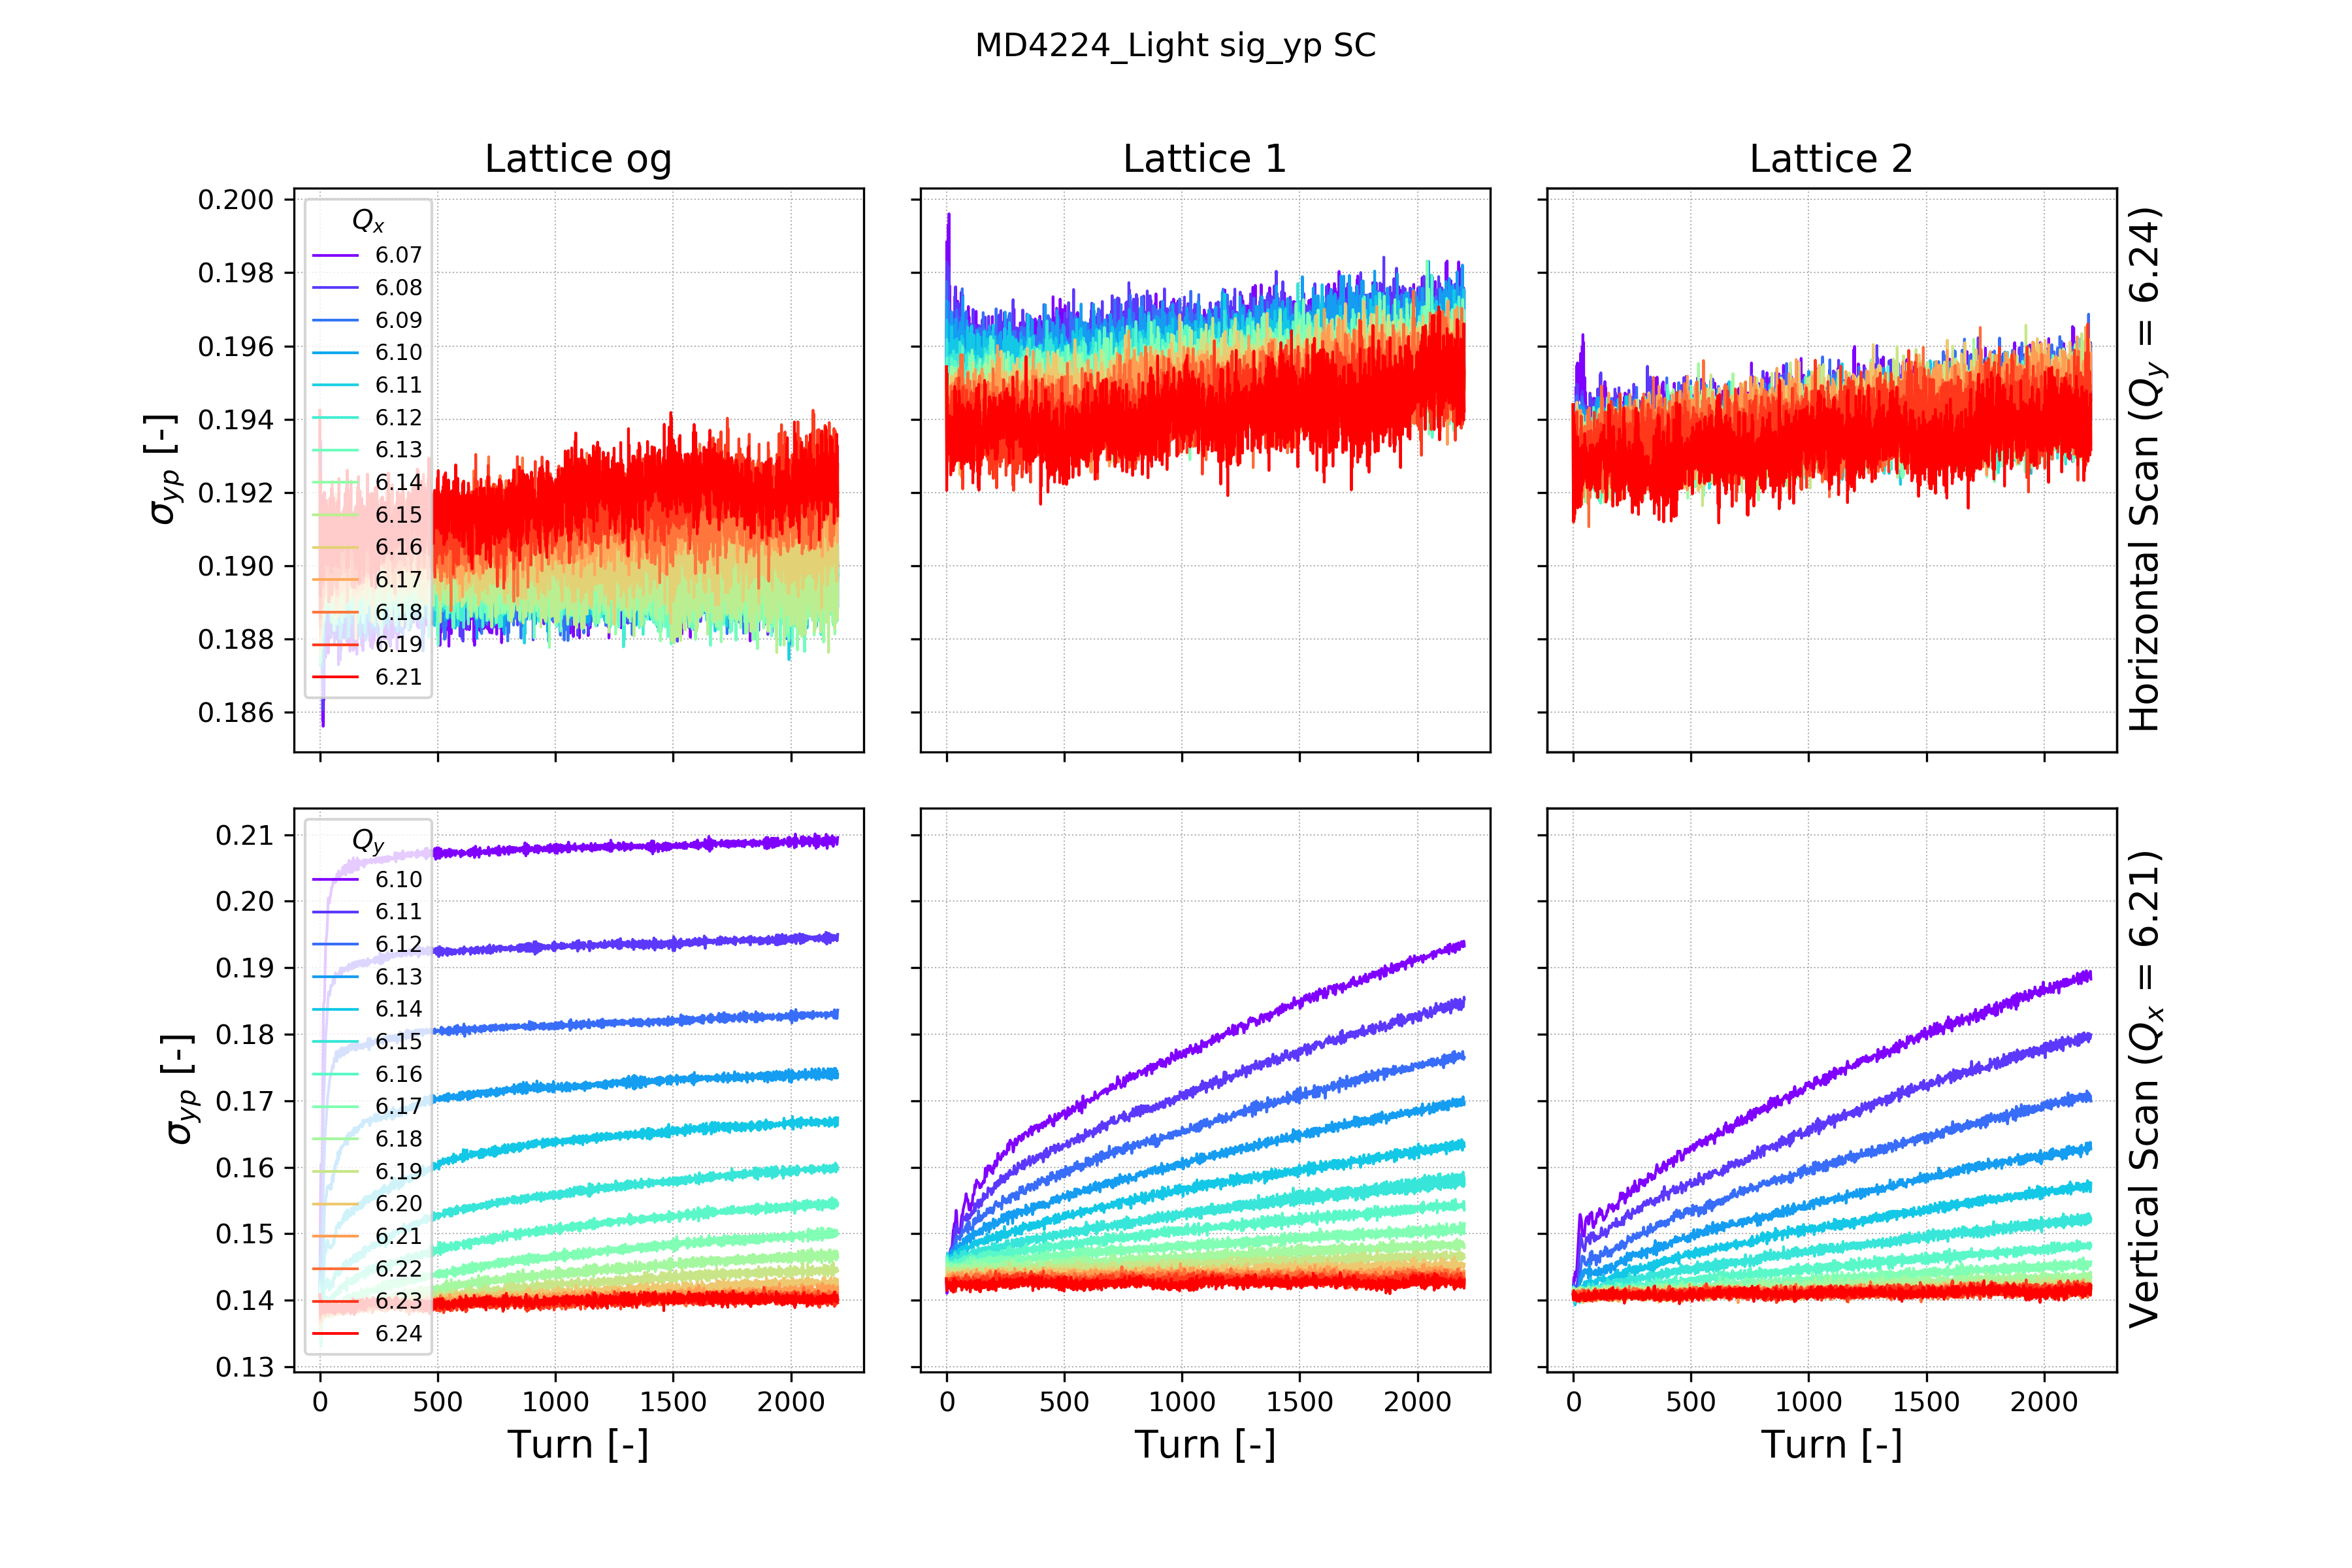 MD4224_Light sig_yp SC
Lattice og
Lattice 1
Lattice 2
0.200
0.198
0.196
0.194
0.192
0.190
0.188
0.186
σyp [-]
Qx
6.07
6.08
6.09
6.10
6.11
6.12
6.13
6.14
6.15
6.16
6.17
6.18
6.19
6.21
Horizontal Scan (Qy = 6.24)
0.21
0.20
0.19
0.18
0.17
0.16
0.15
0.14
0.13
σyp [-]
Qy
6.10
6.11
6.12
6.13
6.14
6.15
6.16
6.17
6.18
6.19
6.20
6.21
6.22
6.23
6.24
Vertical Scan (Qx = 6.21)
0 500 1000 1500 2000
0 500 1000 1500 2000
0 500 1000 1500 2000
Turn [-]
Turn [-]
Turn [-]